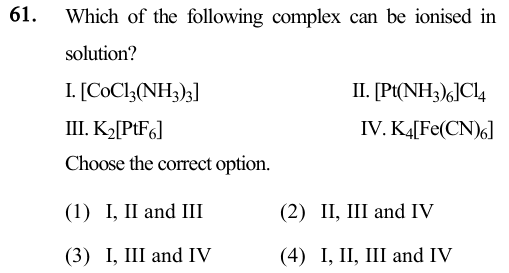 61. Which of the following complex can be ionised in
solution?
I. [CoCl₃(NH₃)₃] II. [Pt(NH₃)₆]Cl₄
III. K₂[PtF₆] IV. K₄[Fe(CN)₆]
Choose the correct option.
(1) I, II and III (2) II, III and IV
(3) I, III and IV (4) I, II, III and IV